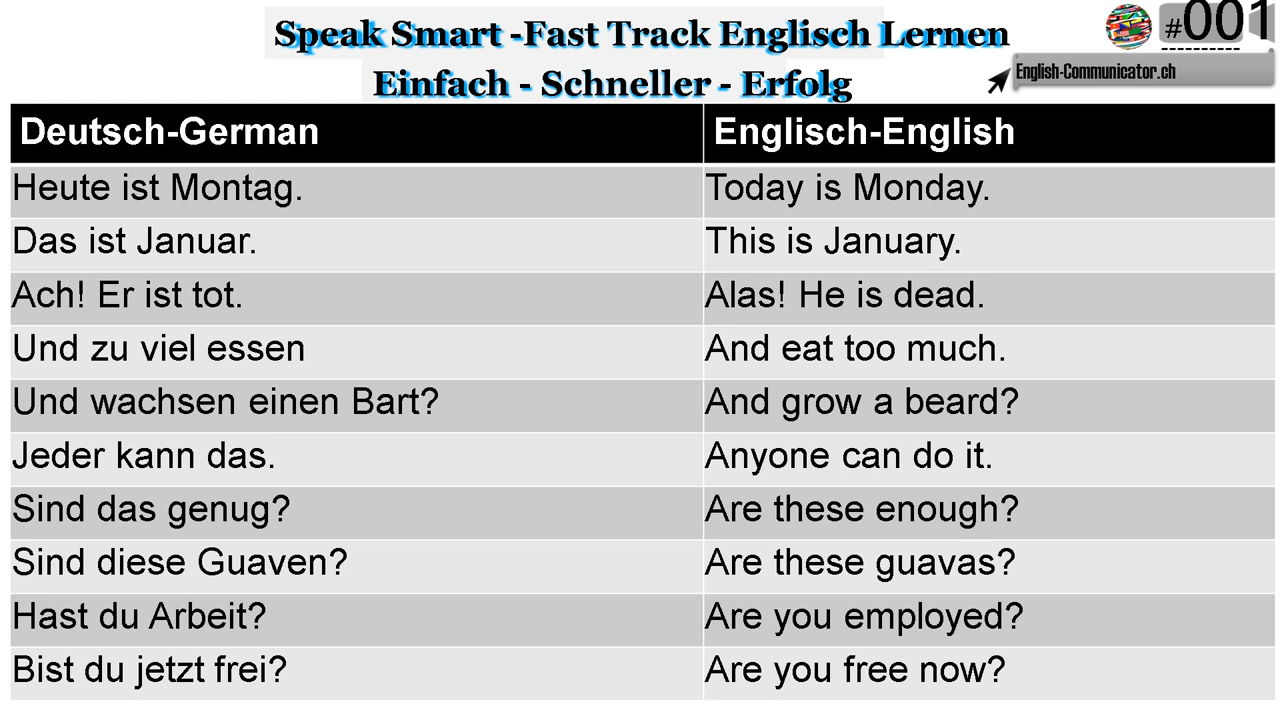 Speak Smart -Fast Track Englisch Lernen
#001
Einfach - Schneller - Erfolg
English-Communicator.ch
Deutsch-German Englisch-English
Heute ist Montag. Today is Monday.
Das ist Januar. This is January.
Ach! Er ist tot. Alas! He is dead.
Und zu viel essen And eat too much.
Und wachsen einen Bart? And grow a beard?
Jeder kann das. Anyone can do it.
Sind das genug? Are these enough?
Sind diese Guaven? Are these guavas?
Hast du Arbeit? Are you employed?
Bist du jetzt frei? Are you free now?